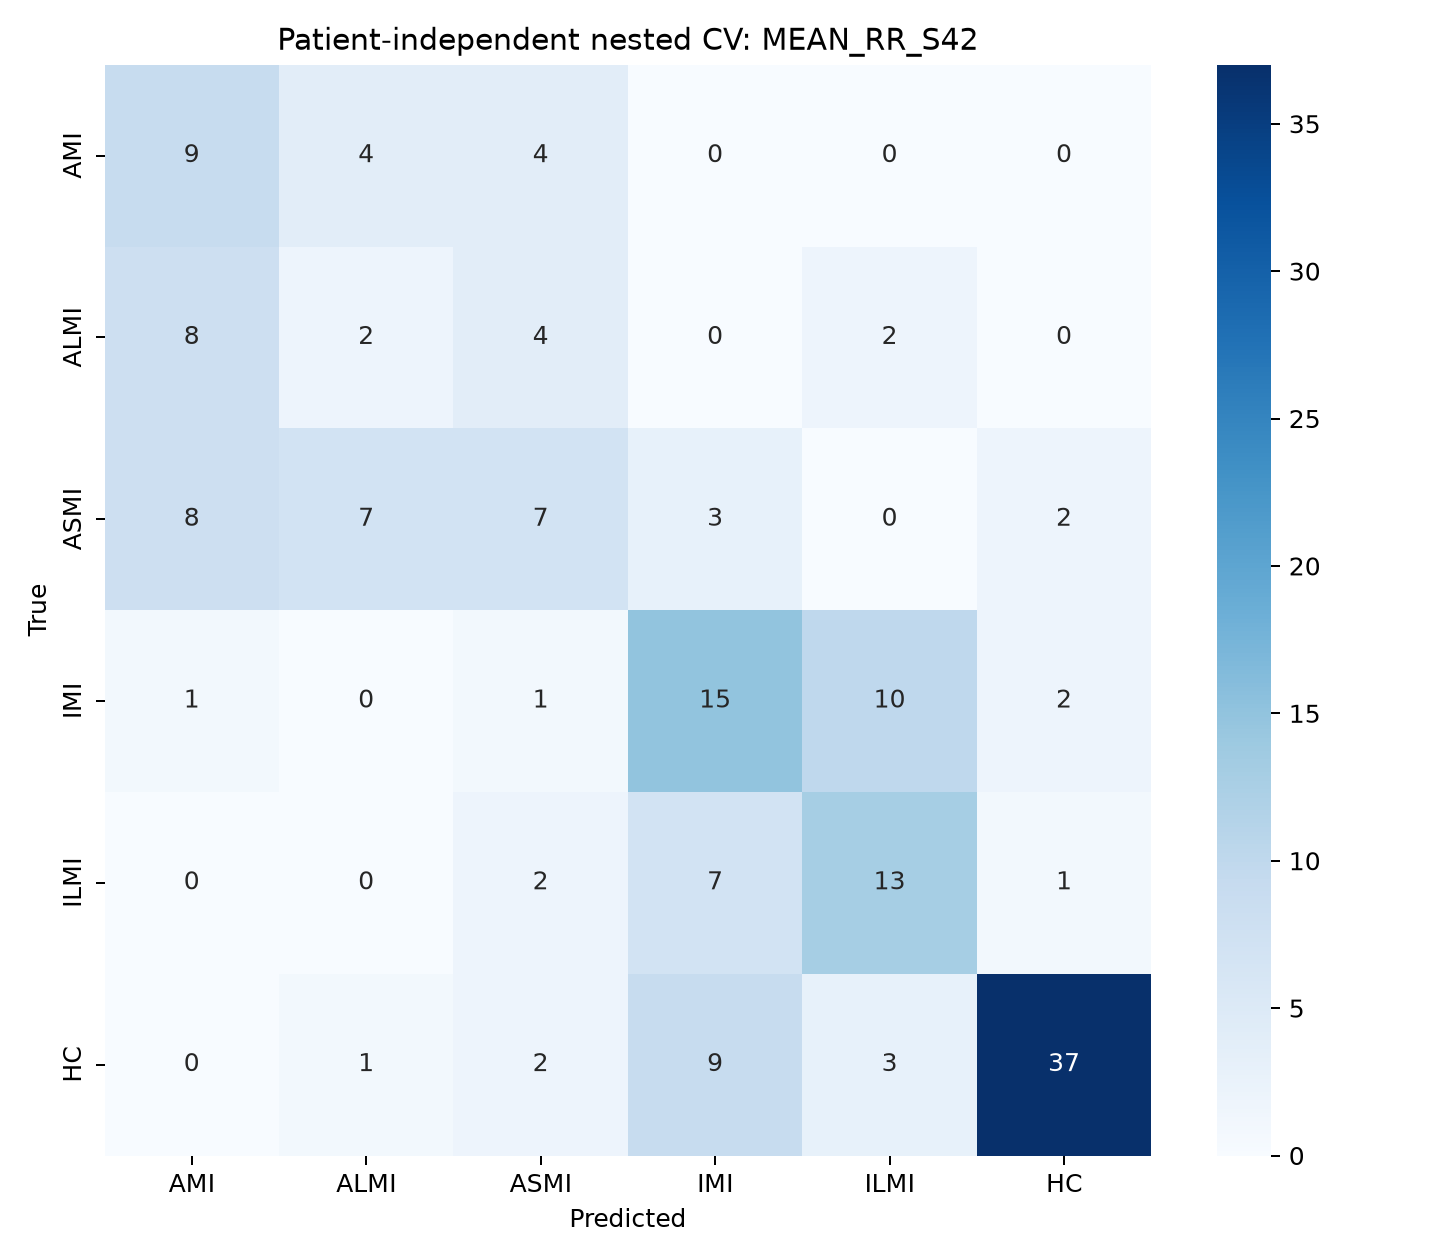 Patient-independent nested CV: MEAN_RR_S42
True
AMI 9 4 4 0 0 0
ALMI 8 2 4 0 2 0
ASMI 8 7 7 3 0 2
IMI 1 0 1 15 10 2
ILMI 0 0 2 7 13 1
HC 0 1 2 9 3 37
AMI ALMI ASMI IMI ILMI HC
Predicted
35
30
25
20
15
10
5
0